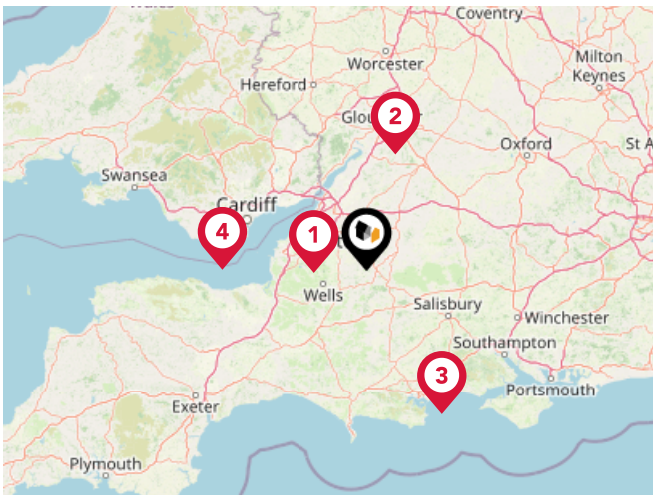 Coventry
Worcester
Milton
Keynes
Hereford
2
Oxford
St A
Swansea
Cardiff
4
1
Wells
Salisbury
Winchester
Southampton
3
Portsmouth
Exeter
Plymouth